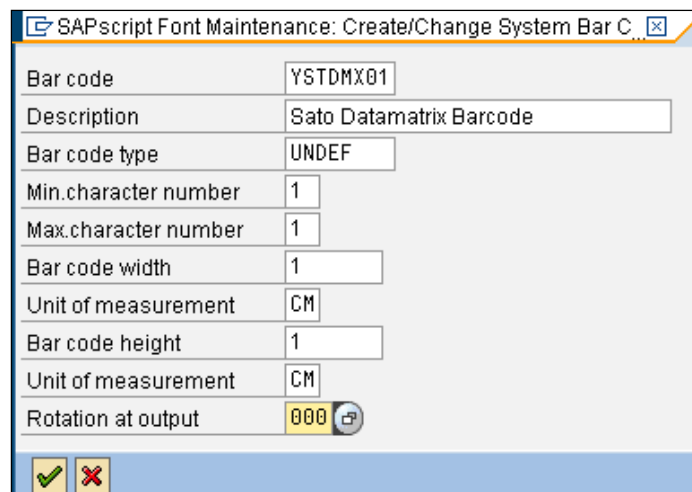 SAPscript Font Maintenance: Create/Change System Bar C...
Bar code YSTDMX01
Description Sato Datamatrix Barcode
Bar code type UNDEF
Min.character number 1
Max.character number 1
Bar code width 1
Unit of measurement CM
Bar code height 1
Unit of measurement CM
Rotation at output 000